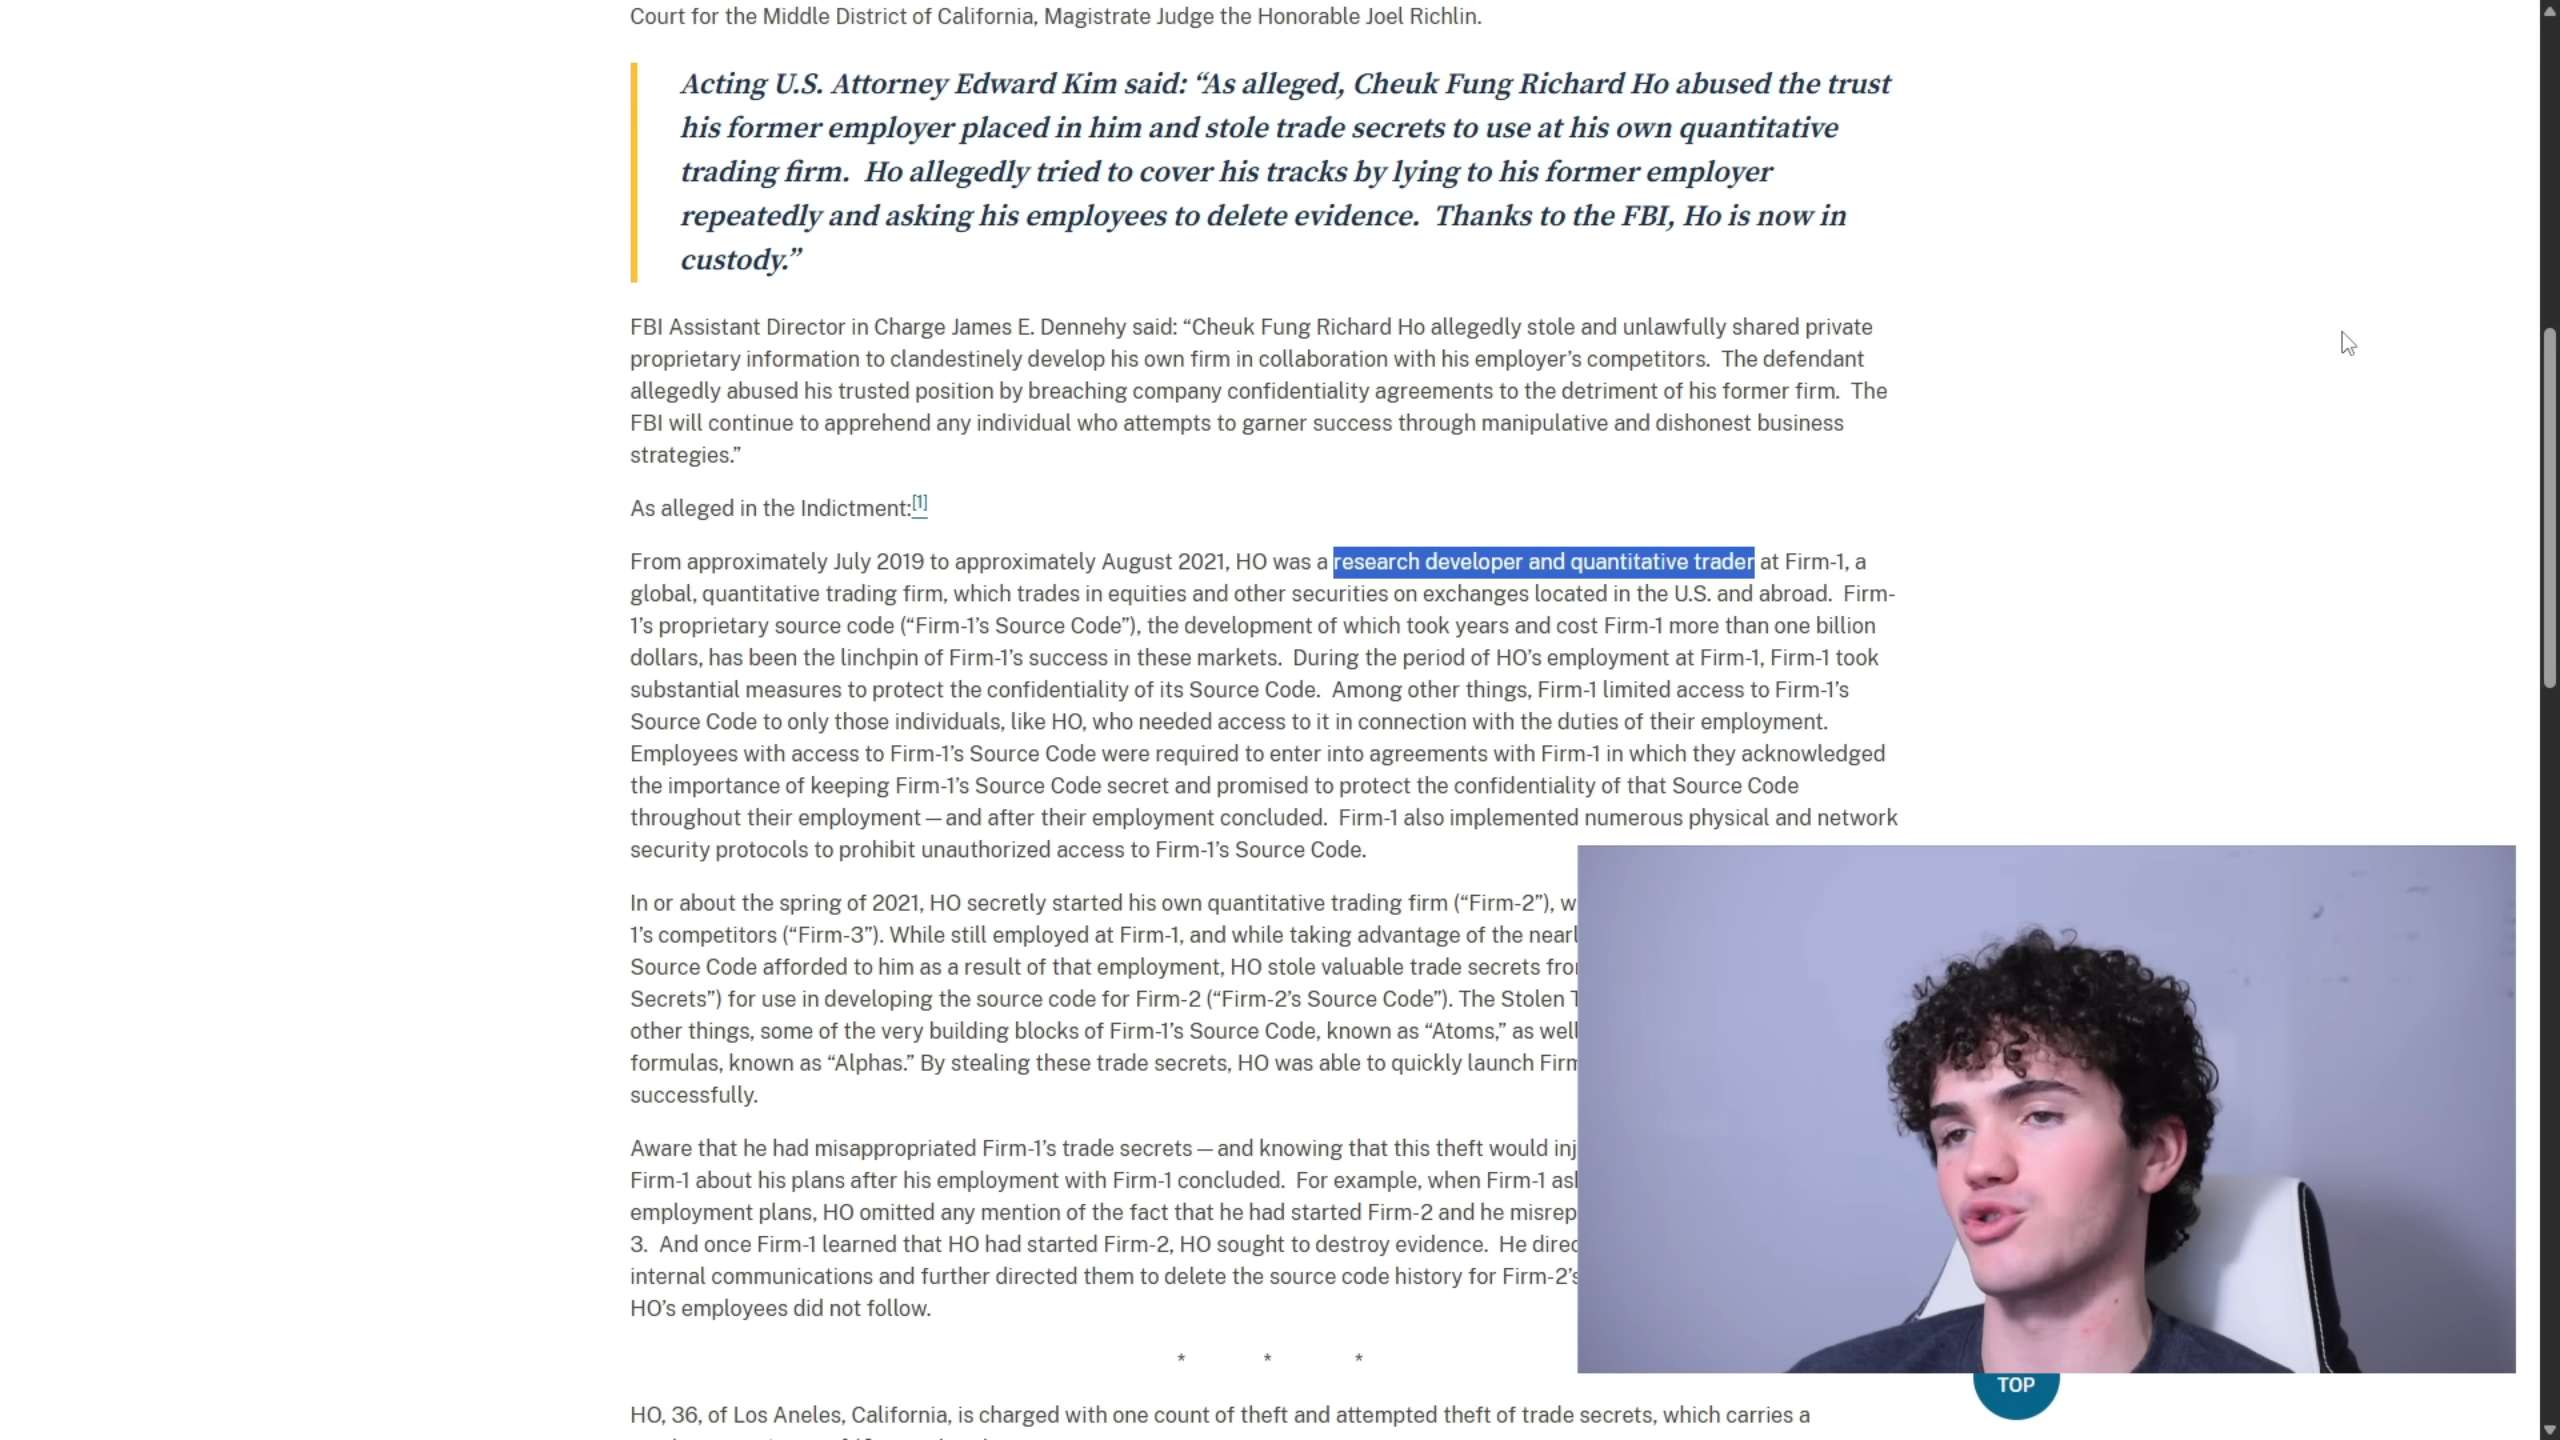 Court for the Middle District of California, Magistrate Judge the Honorable Joel Richlin.
Acting U.S. Attorney Edward Kim said: “As alleged, Cheuk Fung Richard Ho abused the trust
his former employer placed in him and stole trade secrets to use at his own quantitative
trading firm.  Ho allegedly tried to cover his tracks by lying to his former employer
repeatedly and asking his employees to delete evidence.  Thanks to the FBI, Ho is now in
custody.”
FBI Assistant Director in Charge James E. Dennehy said: “Cheuk Fung Richard Ho allegedly stole and unlawfully shared private
proprietary information to clandestinely develop his own firm in collaboration with his employer’s competitors.  The defendant
allegedly abused his trusted position by breaching company confidentiality agreements to the detriment of his former firm.  The
FBI will continue to apprehend any individual who attempts to garner success through manipulative and dishonest business
strategies.”
As alleged in the Indictment:[1]
From approximately July 2019 to approximately August 2021, HO was a research developer and quantitative trader at Firm-1, a
global, quantitative trading firm, which trades in equities and other securities on exchanges located in the U.S. and abroad.  Firm-
1’s proprietary source code (“Firm-1’s Source Code”), the development of which took years and cost Firm-1 more than one billion
dollars, has been the linchpin of Firm-1’s success in these markets.  During the period of HO’s employment at Firm-1, Firm-1 took
substantial measures to protect the confidentiality of its Source Code.  Among other things, Firm-1 limited access to Firm-1’s
Source Code to only those individuals, like HO, who needed access to it in connection with the duties of their employment.
Employees with access to Firm-1’s Source Code were required to enter into agreements with Firm-1 in which they acknowledged
the importance of keeping Firm-1’s Source Code secret and promised to protect the confidentiality of that Source Code
throughout their employment—and after their employment concluded.  Firm-1 also implemented numerous physical and network
security protocols to prohibit unauthorized access to Firm-1’s Source Code.
In or about the spring of 2021, HO secretly started his own quantitative trading firm (“Firm-2”), w
1’s competitors (“Firm-3”). While still employed at Firm-1, and while taking advantage of the nearl
Source Code afforded to him as a result of that employment, HO stole valuable trade secrets fro
Secrets”) for use in developing the source code for Firm-2 (“Firm-2’s Source Code”). The Stolen T
other things, some of the very building blocks of Firm-1’s Source Code, known as “Atoms,” as well
formulas, known as “Alphas.” By stealing these trade secrets, HO was able to quickly launch Firm
successfully.
Aware that he had misappropriated Firm-1’s trade secrets—and knowing that this theft would inj
Firm-1 about his plans after his employment with Firm-1 concluded.  For example, when Firm-1 as
employment plans, HO omitted any mention of the fact that he had started Firm-2 and he misrep
3.  And once Firm-1 learned that HO had started Firm-2, HO sought to destroy evidence.  He direc
internal communications and further directed them to delete the source code history for Firm-2’s
HO’s employees did not follow.
* * *
TOP
HO, 36, of Los Aneles, California, is charged with one count of theft and attempted theft of trade secrets, which carries a